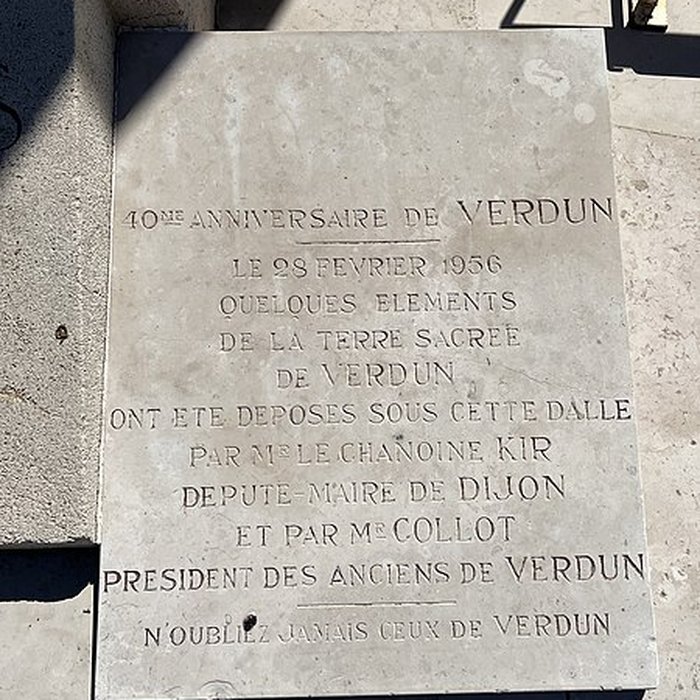 40ME ANNIVERSAIRE DE VERDUN
LE 28 FEVRIER 1956
QUELQUES ELEMENTS
DE LA TERRE SACREE
DE VERDUN
ONT ETE DEPOSES SOUS CETTE DALLE
PAR MR LE CHANOINE KIR
DEPUTE-MAIRE DE DIJON
ET PAR MR COLLOT
PRESIDENT DES ANCIENS DE VERDUN
N'OUBLIEZ JAMAIS CEUX DE VERDUN